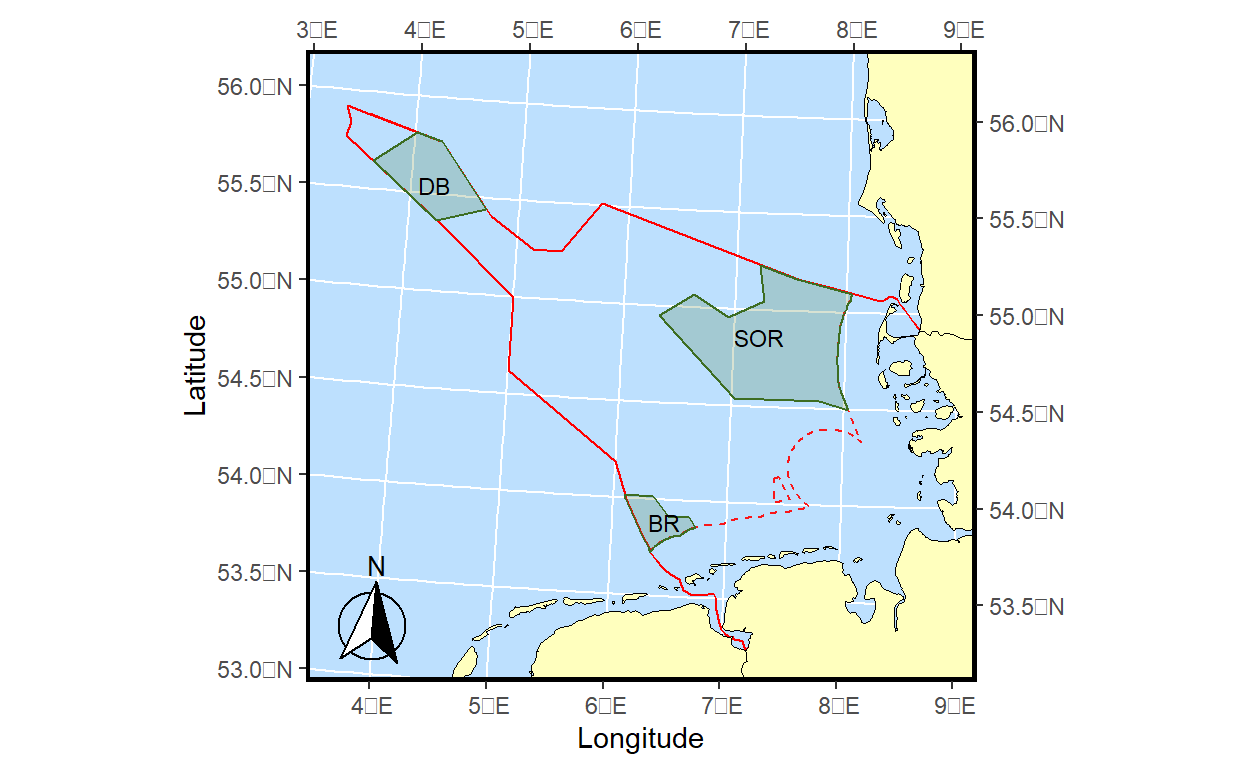 3□E 4□E 5□E 6□E 7□E 8□E 9□E
56.0□N
56.0□N
55.5□N
DB
55.5□N
55.0□N
55.0□N
SOR
Latitude
54.5□N
54.5□N
54.0□N
54.0□N
BR
N
53.5□N
53.5□N
53.0□N
4□E 5□E 6□E 7□E 8□E 9□E
Longitude